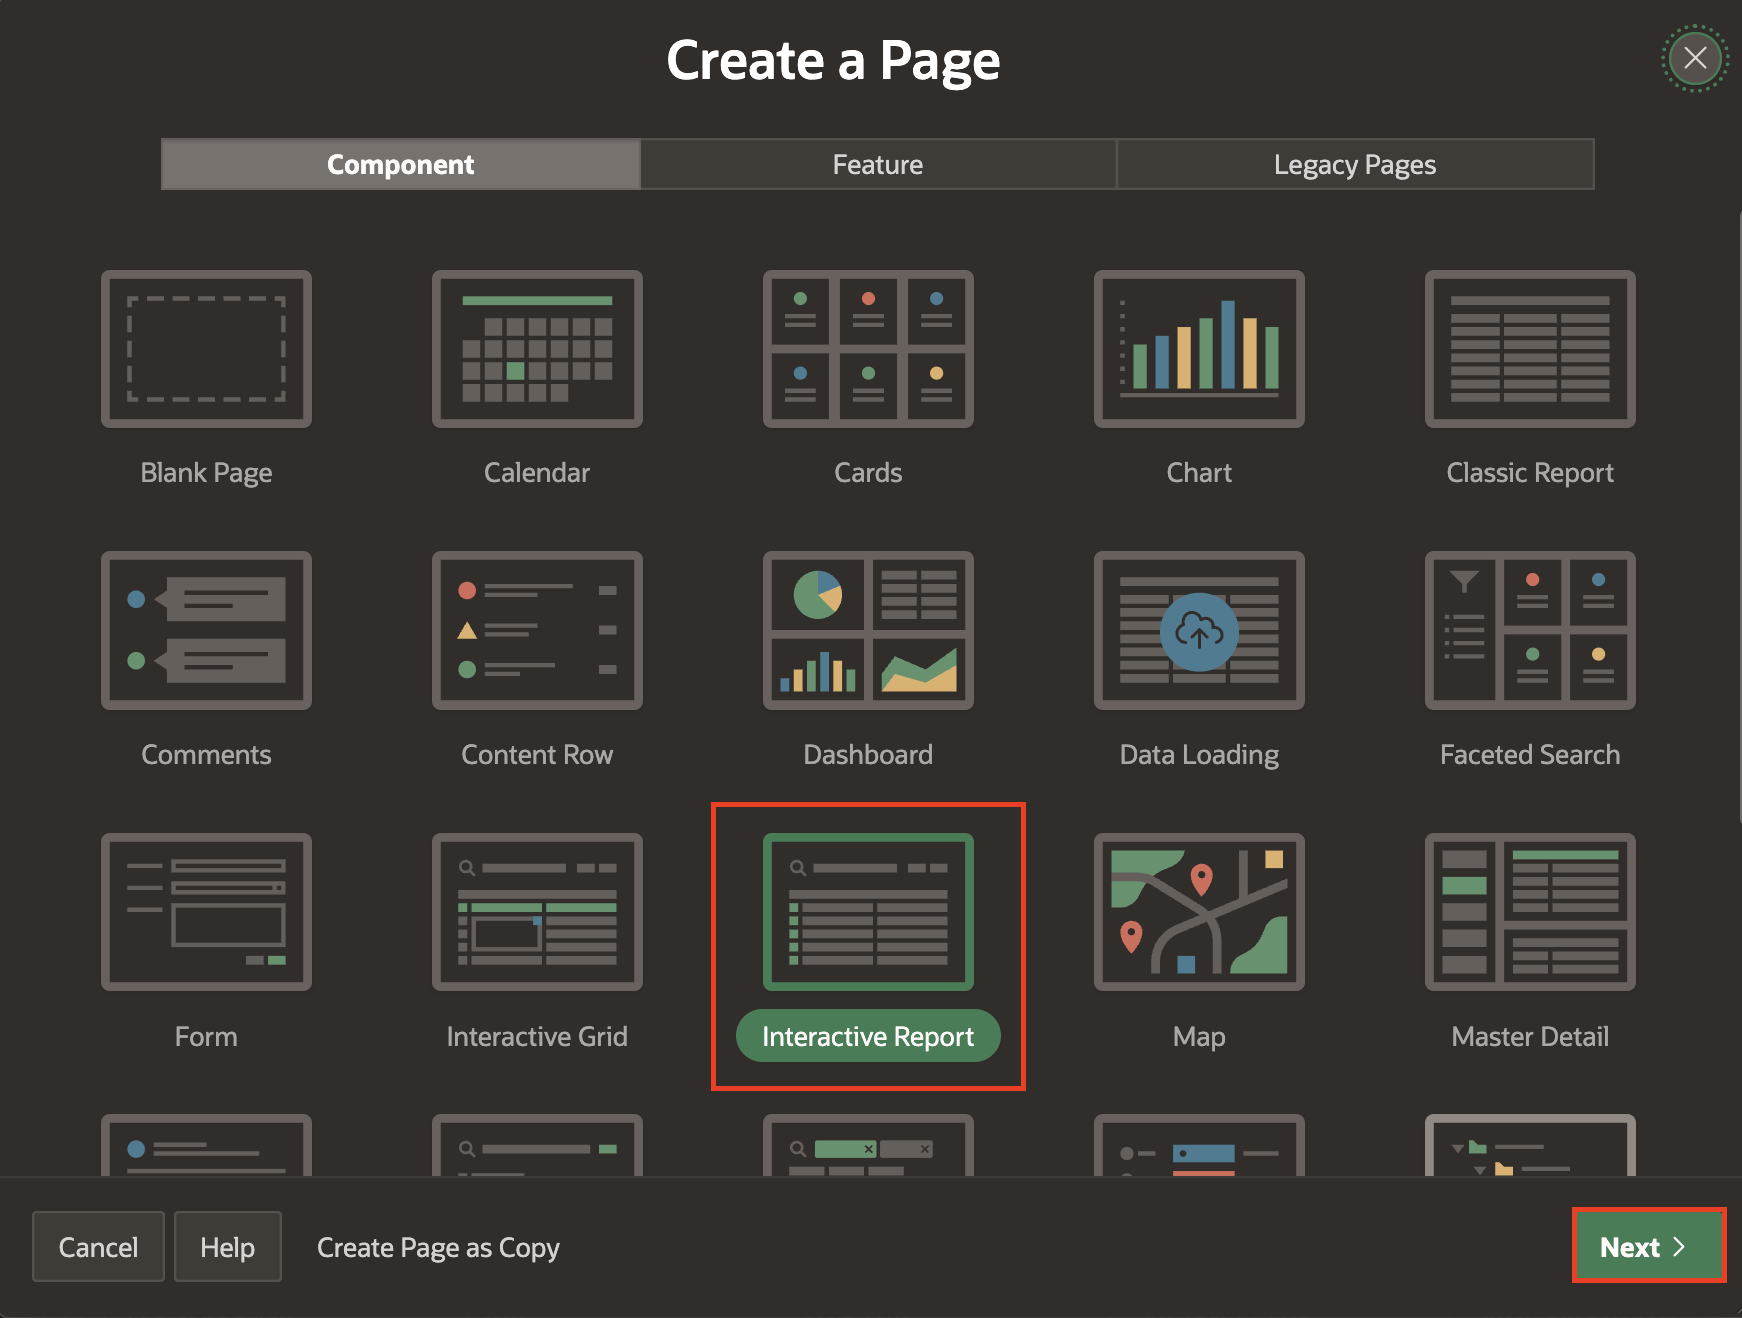 Create a Page
Component
Feature
Legacy Pages
Blank Page
Calendar
Cards
Chart
Classic Report
Comments
Content Row
Dashboard
Data Loading
Faceted Search
Form
Interactive Grid
Interactive Report
Map
Master Detail
Cancel
Help
Create Page as Copy
Next